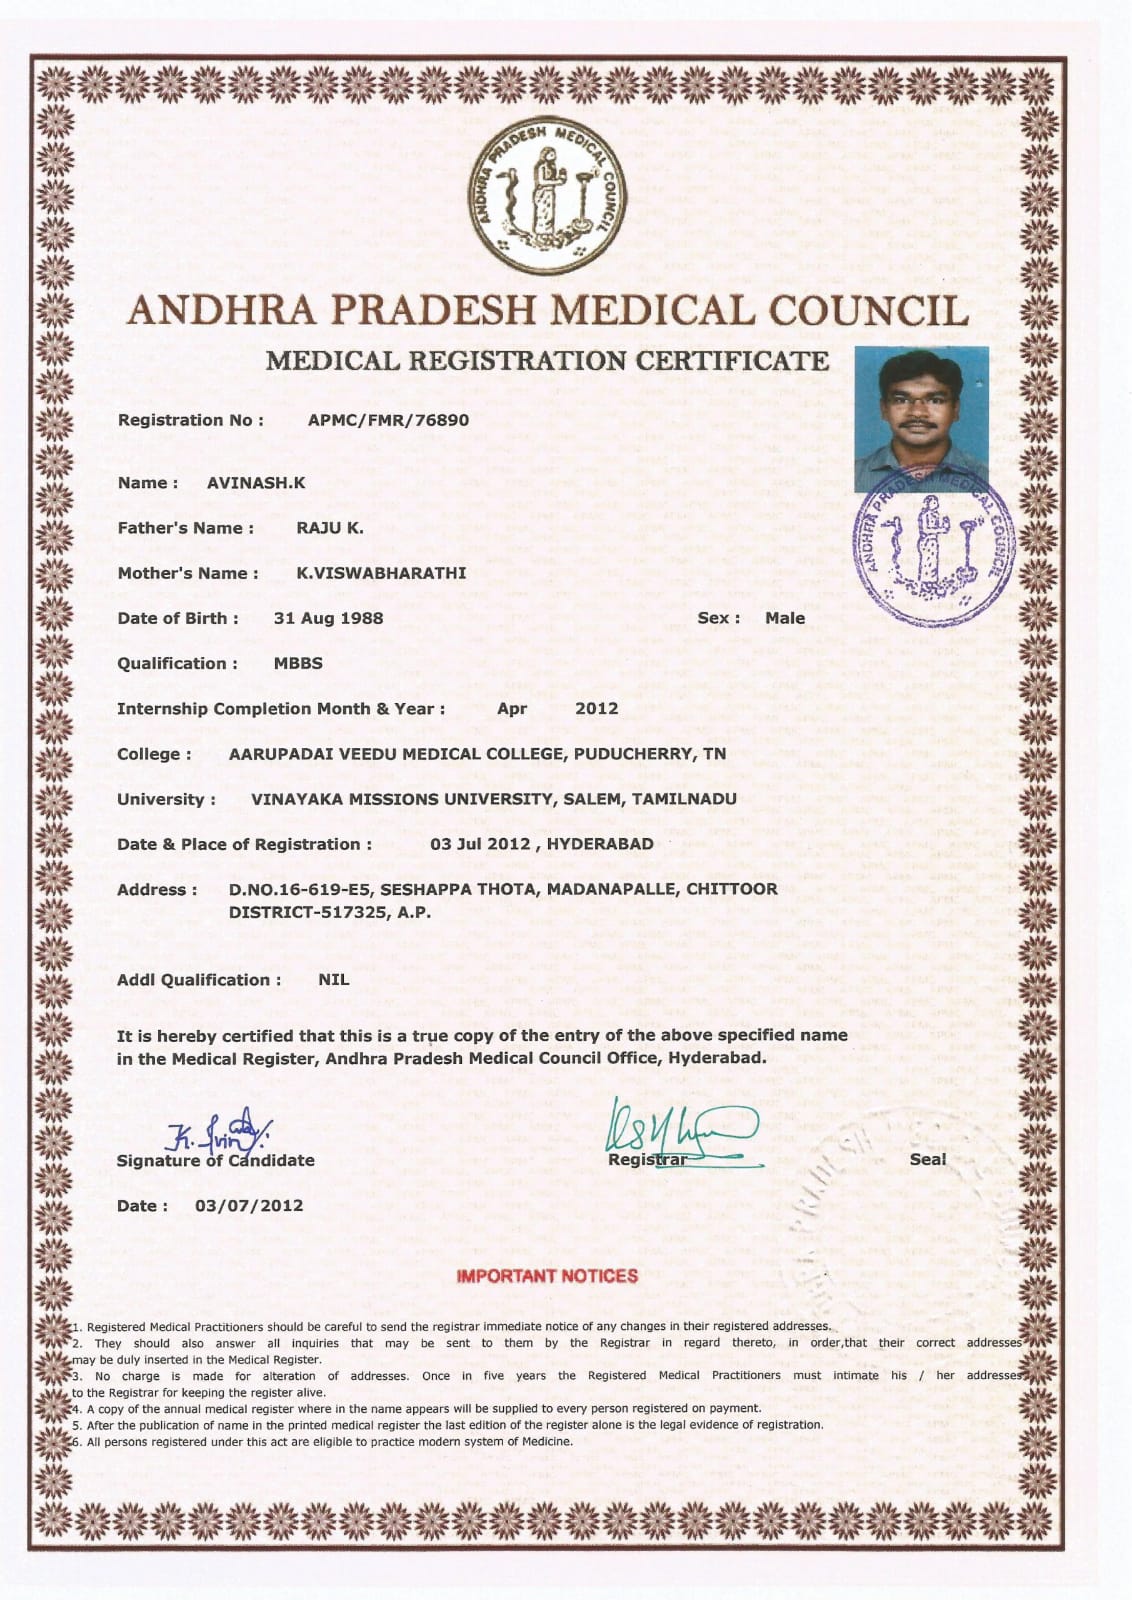 ANDHRA PRADESH MEDICAL COUNCIL
ANDHRA PRADESH MEDICAL COUNCIL
MEDICAL REGISTRATION CERTIFICATE
Registration No : APMC/FMR/76890
Name : AVINASH.K
ANDHRA PRADESH MEDICAL COUNCIL
Father's Name : RAJU K.
Mother's Name : K.VISWABHARATHI
Date of Birth : 31 Aug 1988 Sex : Male
Qualification : MBBS
Internship Completion Month & Year : Apr 2012
College : AARUPADAI VEEDU MEDICAL COLLEGE, PUDUCHERRY, TN
University : VINAYAKA MISSIONS UNIVERSITY, SALEM, TAMILNADU
Date & Place of Registration : 03 Jul 2012 , HYDERABAD
Address : D.NO.16-619-E5, SESHAPPA THOTA, MADANAPALLE, CHITTOOR
DISTRICT-517325, A.P.
Addl Qualification : NIL
It is hereby certified that this is a true copy of the entry of the above specified name
in the Medical Register, Andhra Pradesh Medical Council Office, Hyderabad.
Signature of Candidate Registrar Seal
Date : 03/07/2012
IMPORTANT NOTICES
1. Registered Medical Practitioners should be careful to send the registrar immediate notice of any changes in their registered addresses.
2. They should also answer all inquiries that may be sent to them by the Registrar in regard thereto, in order,that their correct addresses
may be duly inserted in the Medical Register.
3. No charge is made for alteration of addresses. Once in five years the Registered Medical Practitioners must intimate his / her addresses
to the Registrar for keeping the register alive.
4. A copy of the annual medical register where in the name appears will be supplied to every person registered on payment.
5. After the publication of name in the printed medical register the last edition of the register alone is the legal evidence of registration.
6. All persons registered under this act are eligible to practice modern system of Medicine.